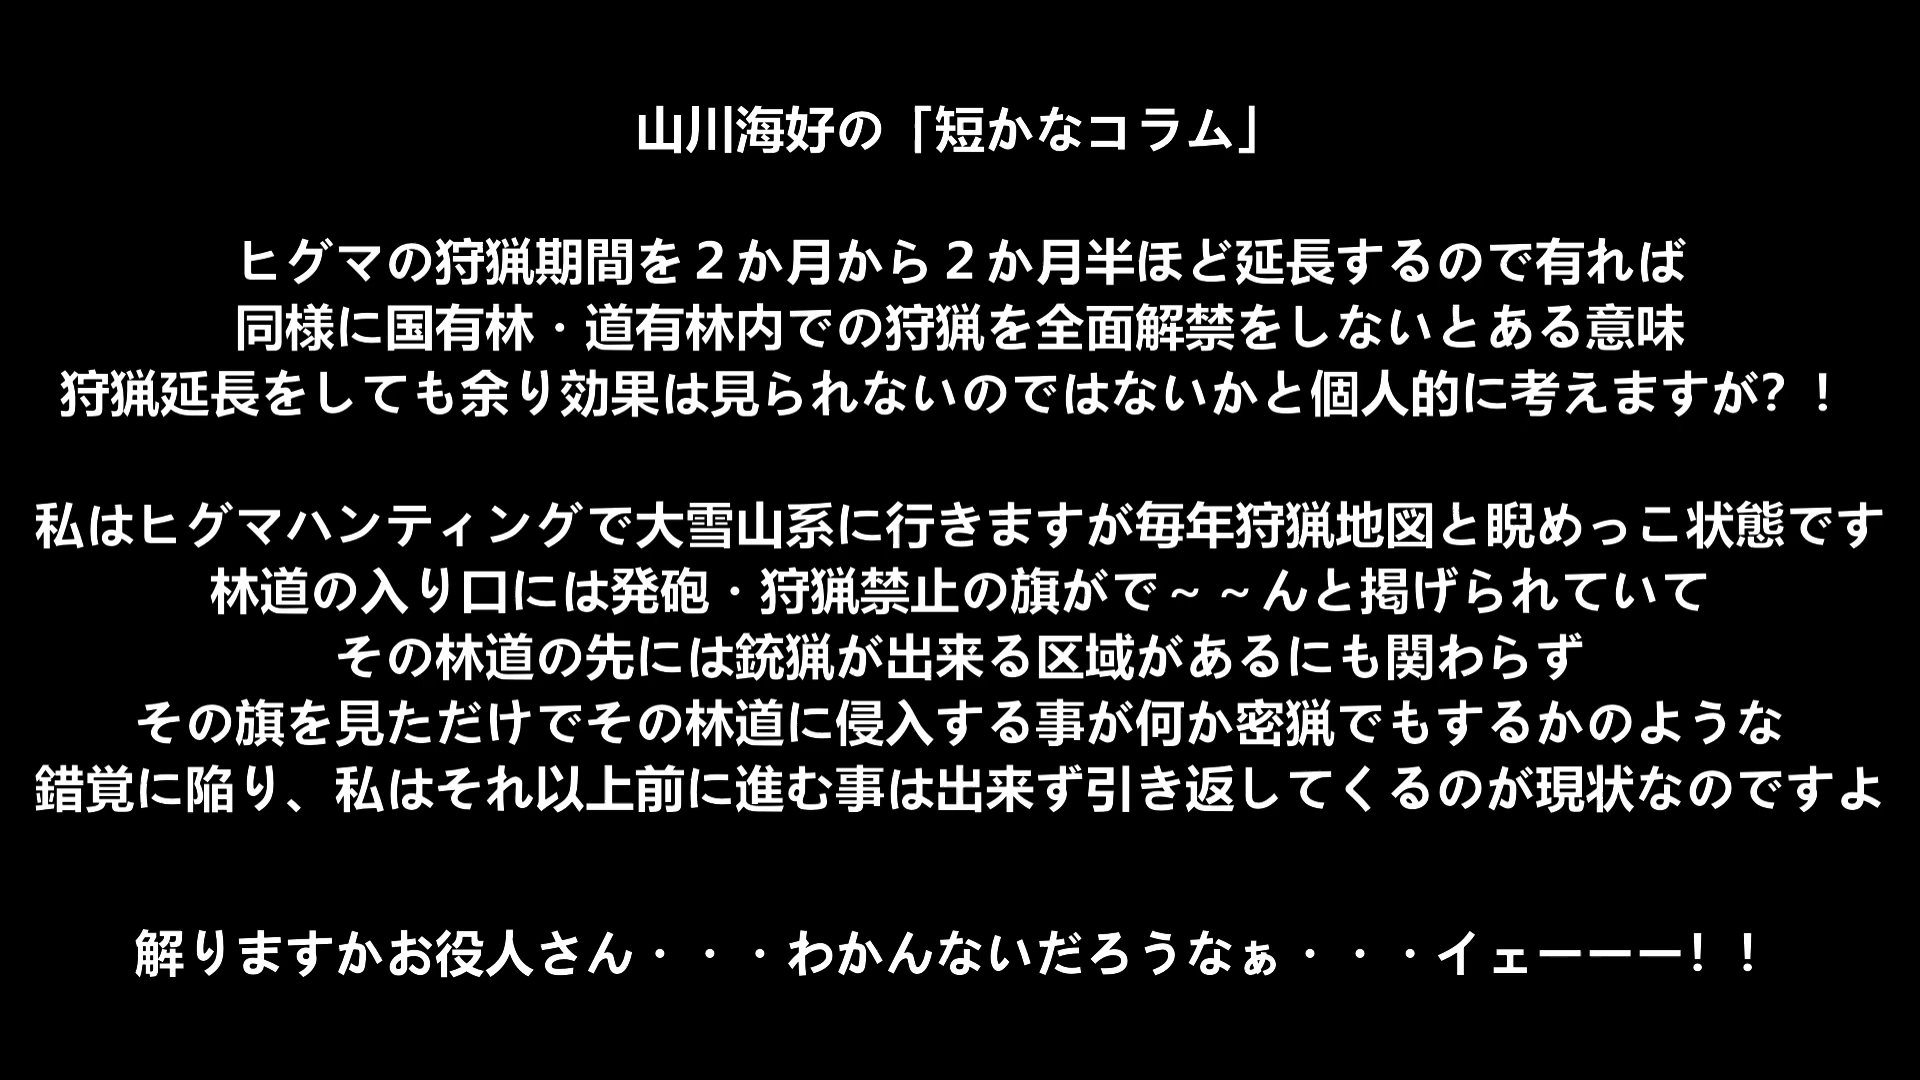 山川海好の「短かなコラム」
ヒグマの狩猟期間を２か月から２か月半ほど延長するので有れば
同様に国有林・道有林内での狩猟を全面解禁をしないとある意味
狩猟延長をしても余り効果は見られないのではないかと個人的に考えますが？！
私はヒグマハンティングで大雪山系に行きますが毎年狩猟地図と睨めっこ状態です
林道の入り口には発砲・狩猟禁止の旗がで～～んと掲げられていて
その林道の先には銃猟が出来る区域があるにも関わらず
その旗を見ただけでその林道に侵入する事が何か密猟でもするかのような
錯覚に陥り、私はそれ以上前に進む事は出来ず引き返してくるのが現状なのですよ
解りますかお役人さん・・・わかんないだろうなぁ・・・イェーーー！！